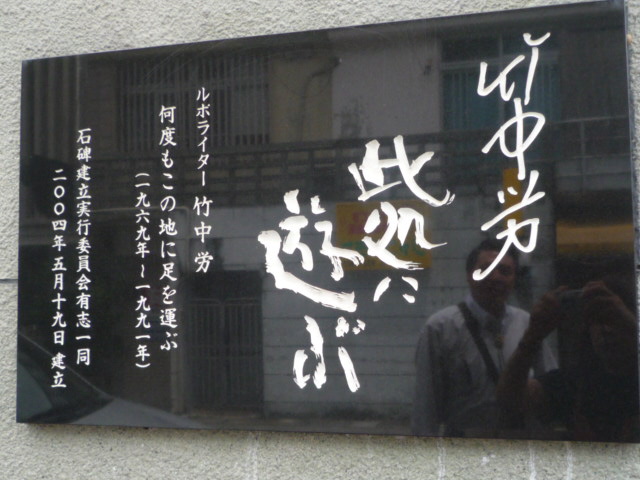 竹中労
此処に
遊ぶ
ルポライター 竹中 労
何度もこの地に足を運ぶ
(一九六九年～一九九一年)
石碑建立実行委員会有志一同
二〇〇四年五月十九日 建立